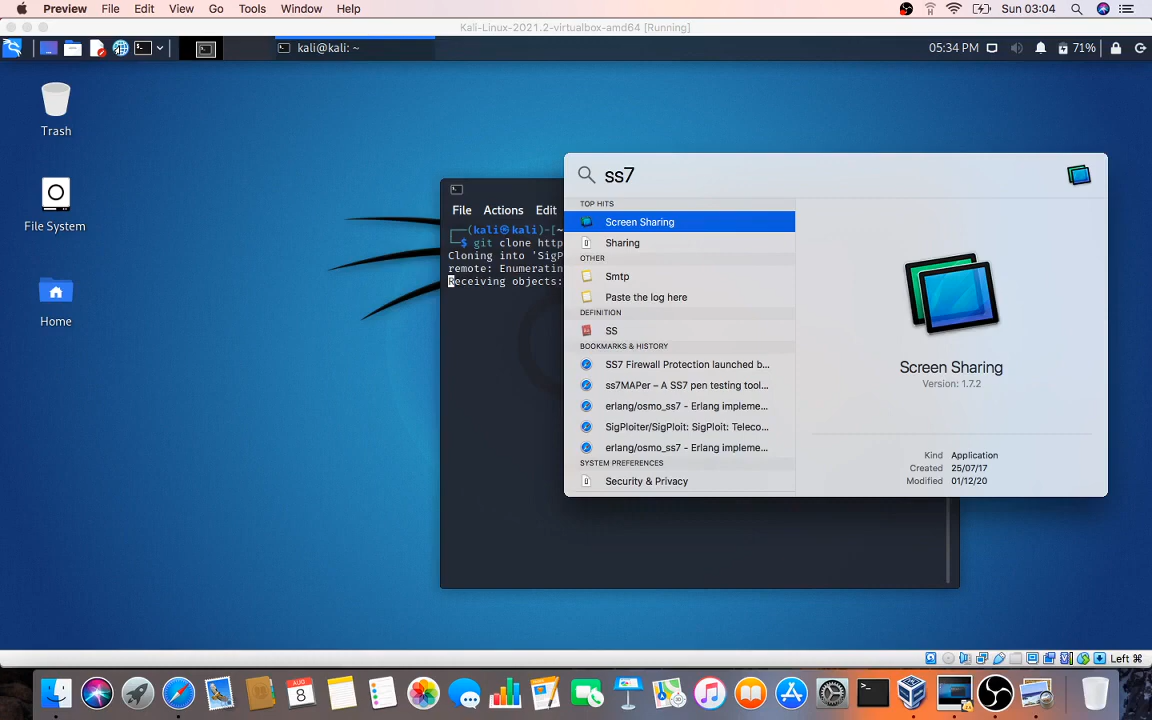 Preview File Edit View Go Tools Window Help Sun 03:04
Kali-Linux-2021.2-virtualbox-amd64 [Running]
kali@kali: ~ 05:34 PM 71%
Trash
File System
Home
File Actions Edit
┌──(kali㉿kali)-[~
└─$ git clone http
Cloning into 'SigP
remote: Enumeratin
Receiving objects:
ss7
TOP HITS
Screen Sharing
Sharing
OTHER
Smtp
Paste the log here
DEFINITION
SS
BOOKMARKS & HISTORY
SS7 Firewall Protection launched b...
ss7MAPer – A SS7 pen testing tool...
erlang/osmo_ss7 - Erlang impleme...
SigPloiter/SigPloit: SigPloit: Teleco...
erlang/osmo_ss7 - Erlang impleme...
SYSTEM PREFERENCES
Security & Privacy
Screen Sharing
Version: 1.7.2
Kind Application
Created 25/07/17
Modified 01/12/20
Left ⌘
AUG
8